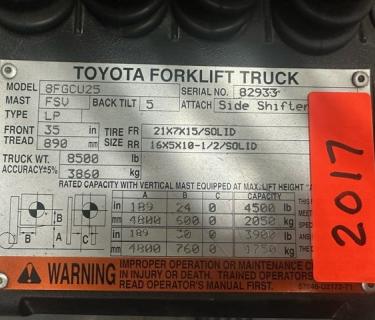 TOYOTA FORKLIFT TRUCK
MODEL 8FGCU25 SERIAL NO. 82933
MAST FSV BACK TILT 5 ATTACH Side Shifter
TYPE LP
FRONT 35 in TIRE FR 21X7X15/SOLID
TREAD 890 mm SIZE RR 16X5X10-1/2/SOLID
TRUCK WT. 8500 lb
ACCURACY±5% 3860 kg
RATED CAPACITY WITH VERTICAL MAST EQUIPPED AT MAX. LIFT HEIGHT "A
A B C CAPACITY
in 189 24 0 4500 lb THIS
mm 4800 600 0 2050 kg
in 189 30 0 3900 lb
mm 4800 760 0 1750 kg THE
A B C
B
WARNING
IMPROPER OPERATION OR MAINTENANCE C
IN INJURY OR DEATH. TRAINED OPERATORS
READ OPERATOR'S MANUAL FIRST.
2017